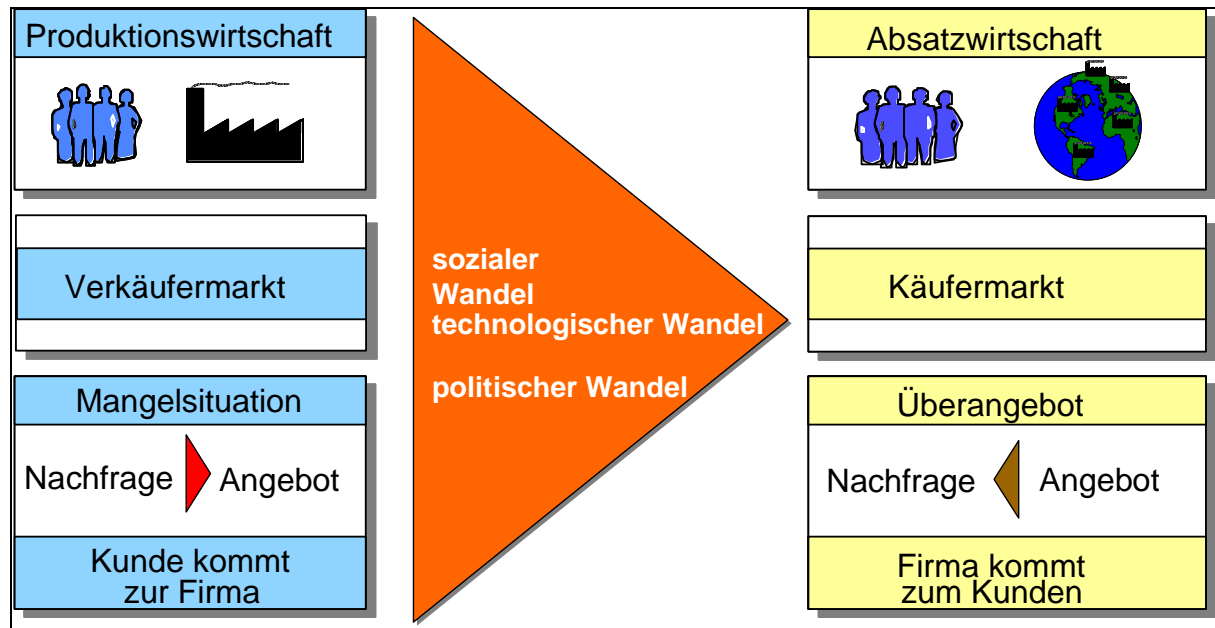 Produktionswirtschaft
Verkäufermarkt
Mangelsituation
Nachfrage Angebot
Kunde kommt
zur Firma
sozialer
Wandel
technologischer Wandel
politischer Wandel
Absatzwirtschaft
Käufermarkt
Überangebot
Nachfrage Angebot
Firma kommt
zum Kunden